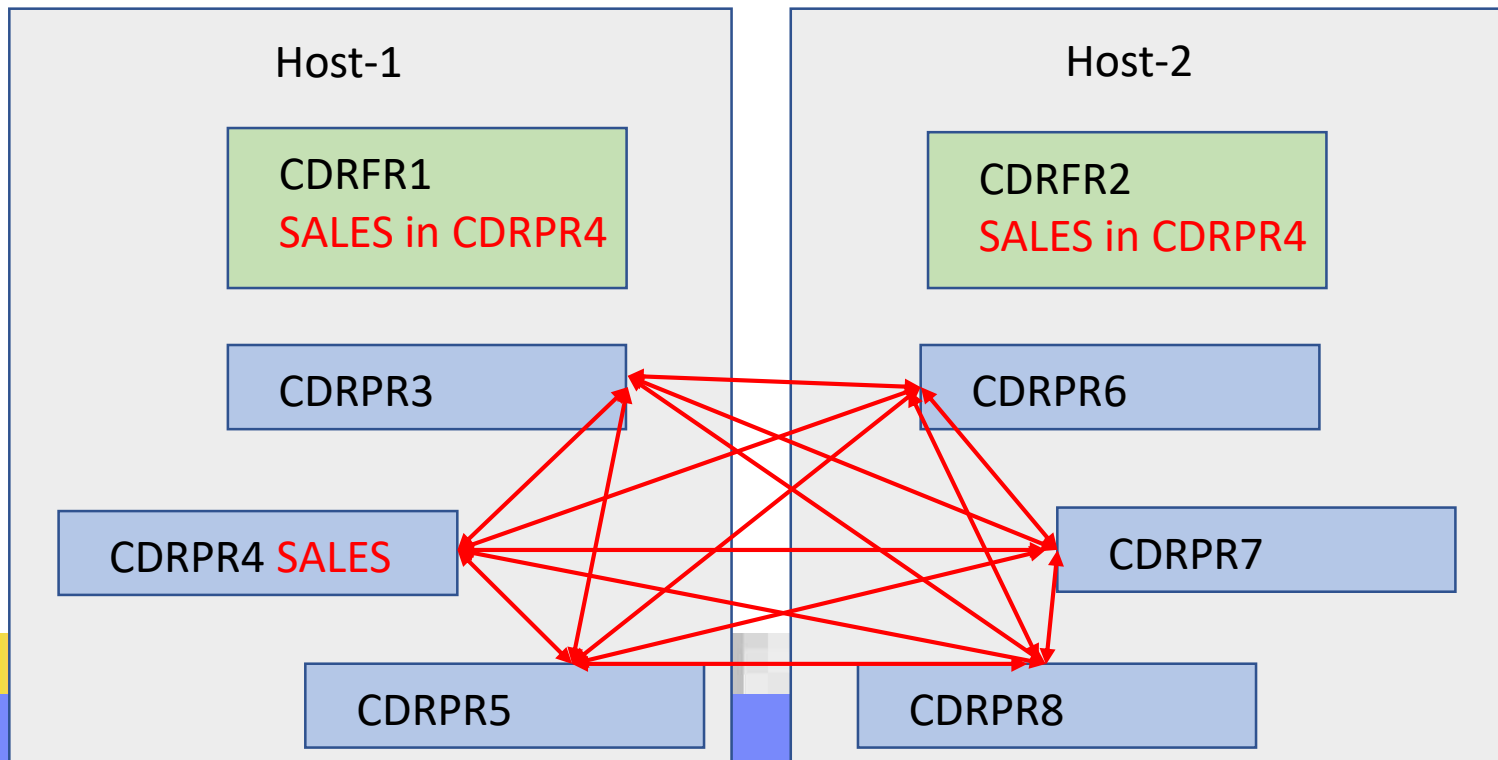 Host-1
CDRFR1
SALES in CDRPR4
CDRPR3
CDRPR4 SALES
CDRPR5
Host-2
CDRFR2
SALES in CDRPR4
CDRPR6
CDRPR7
CDRPR8